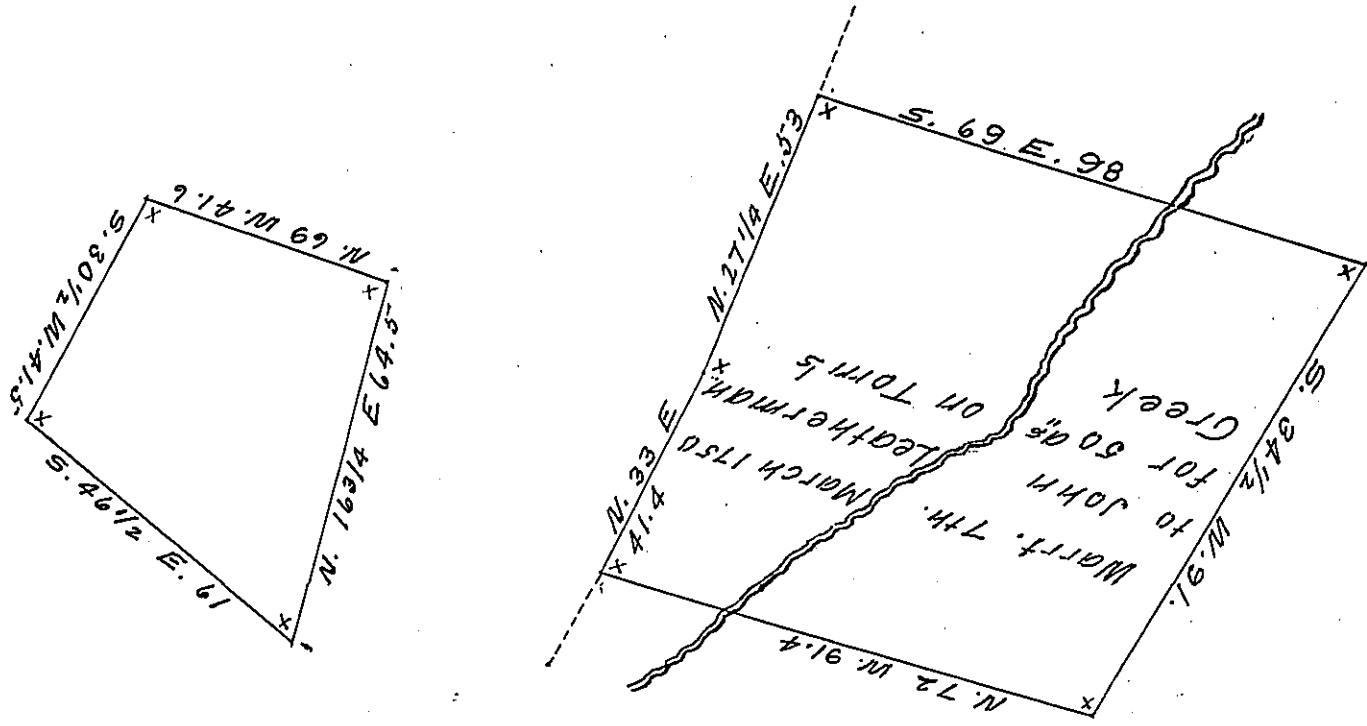 N. 69 W. 41.6
S. 30 1/2 W. 41.5
S. 46 1/2 E. 61
N. 16 3/4 E 64.5
S. 69 E. 98
N. 27 1/4 E. 53
N. 33 E
41.4
S. 34 1/2 W. 91.
N. 72 W. 91.4
Warrt. 7th. March 1750
to John Leatherman
for 50 as on Tom's
Creek